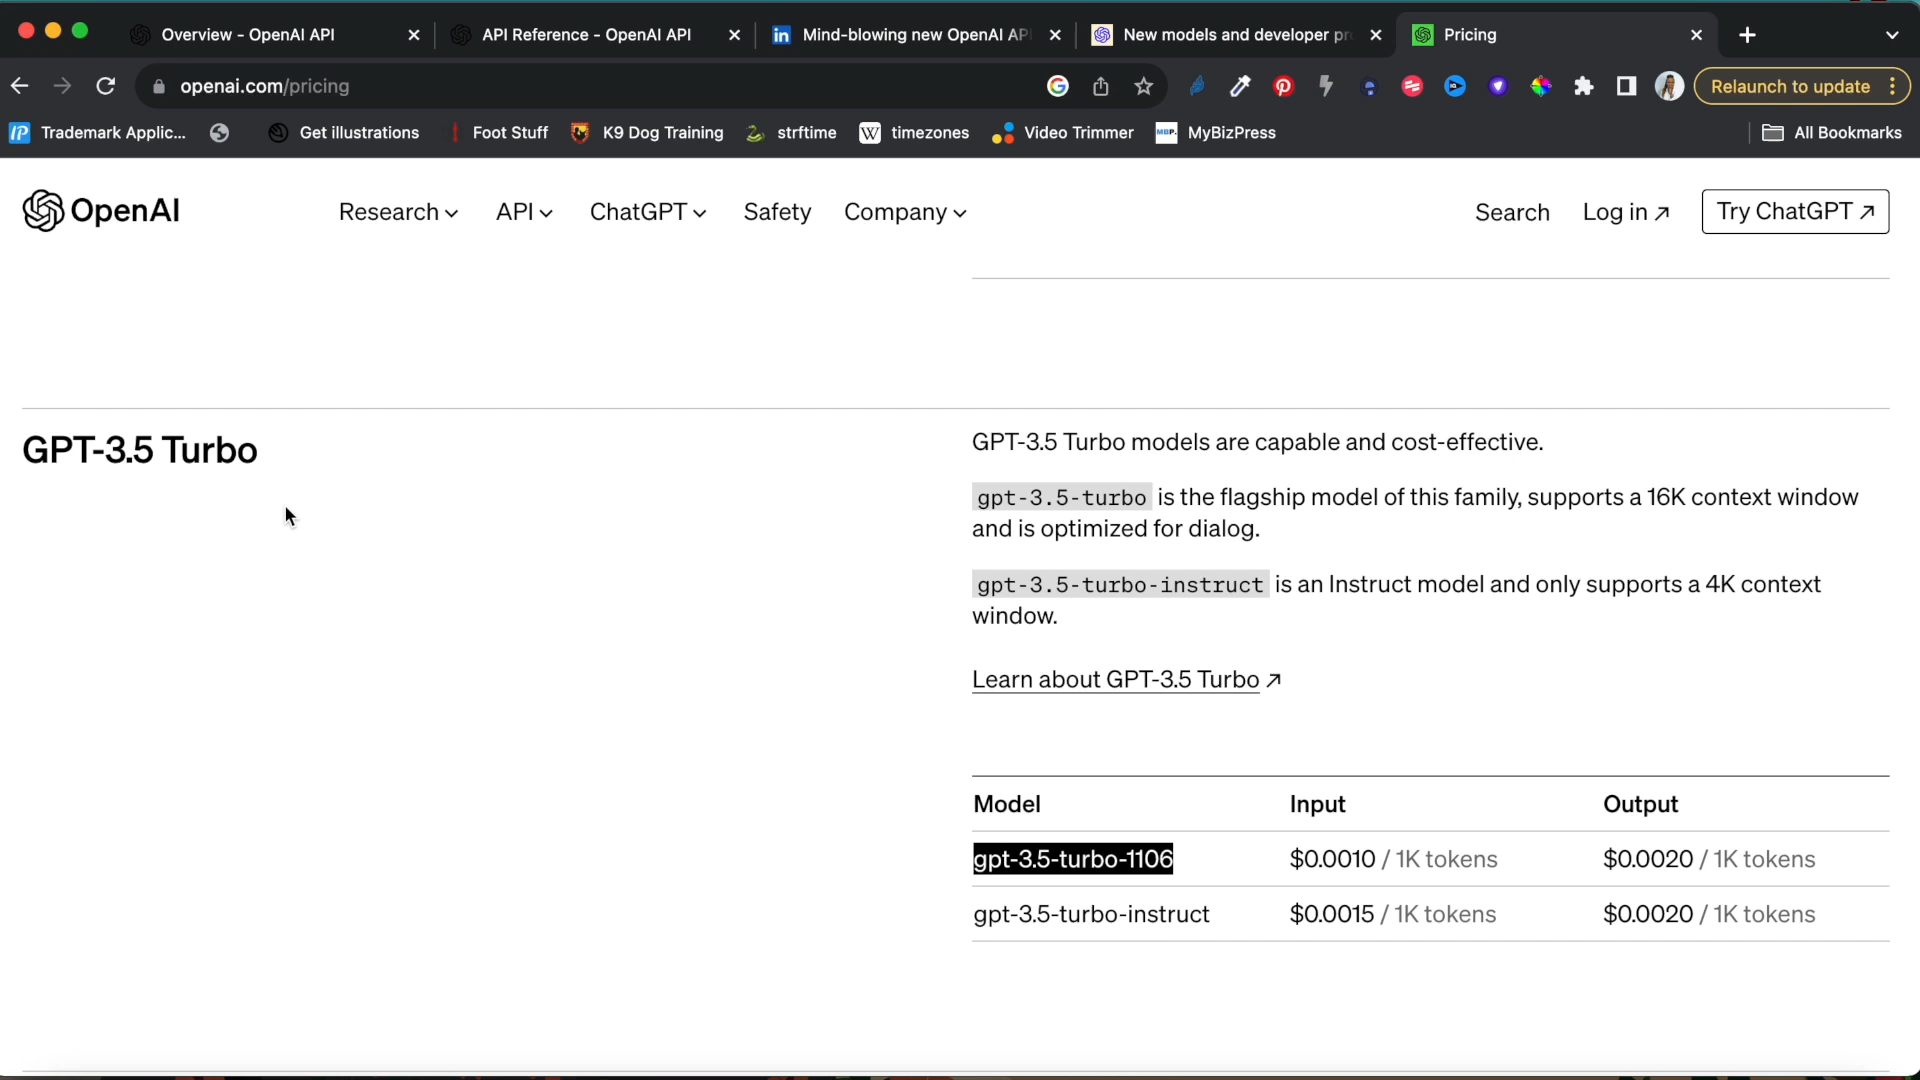 Overview - OpenAI API
API Reference - OpenAI API
in Mind-blowing new OpenAI AP
New models and developer pr
Pricing
openai.com/pricing
Relaunch to update
IP Trademark Applic...
Get illustrations
Foot Stuff
K9 Dog Training
strftime
W timezones
Video Trimmer
MBP. MyBizPress
All Bookmarks
OpenAI
Research
API
ChatGPT
Safety
Company
Search
Log in ↗
Try ChatGPT ↗
GPT-3.5 Turbo
GPT-3.5 Turbo models are capable and cost-effective.
gpt-3.5-turbo is the flagship model of this family, supports a 16K context window
and is optimized for dialog.
gpt-3.5-turbo-instruct is an Instruct model and only supports a 4K context
window.
Learn about GPT-3.5 Turbo ↗
Model Input Output
gpt-3.5-turbo-1106 $0.0010 / 1K tokens $0.0020 / 1K tokens
gpt-3.5-turbo-instruct $0.0015 / 1K tokens $0.0020 / 1K tokens